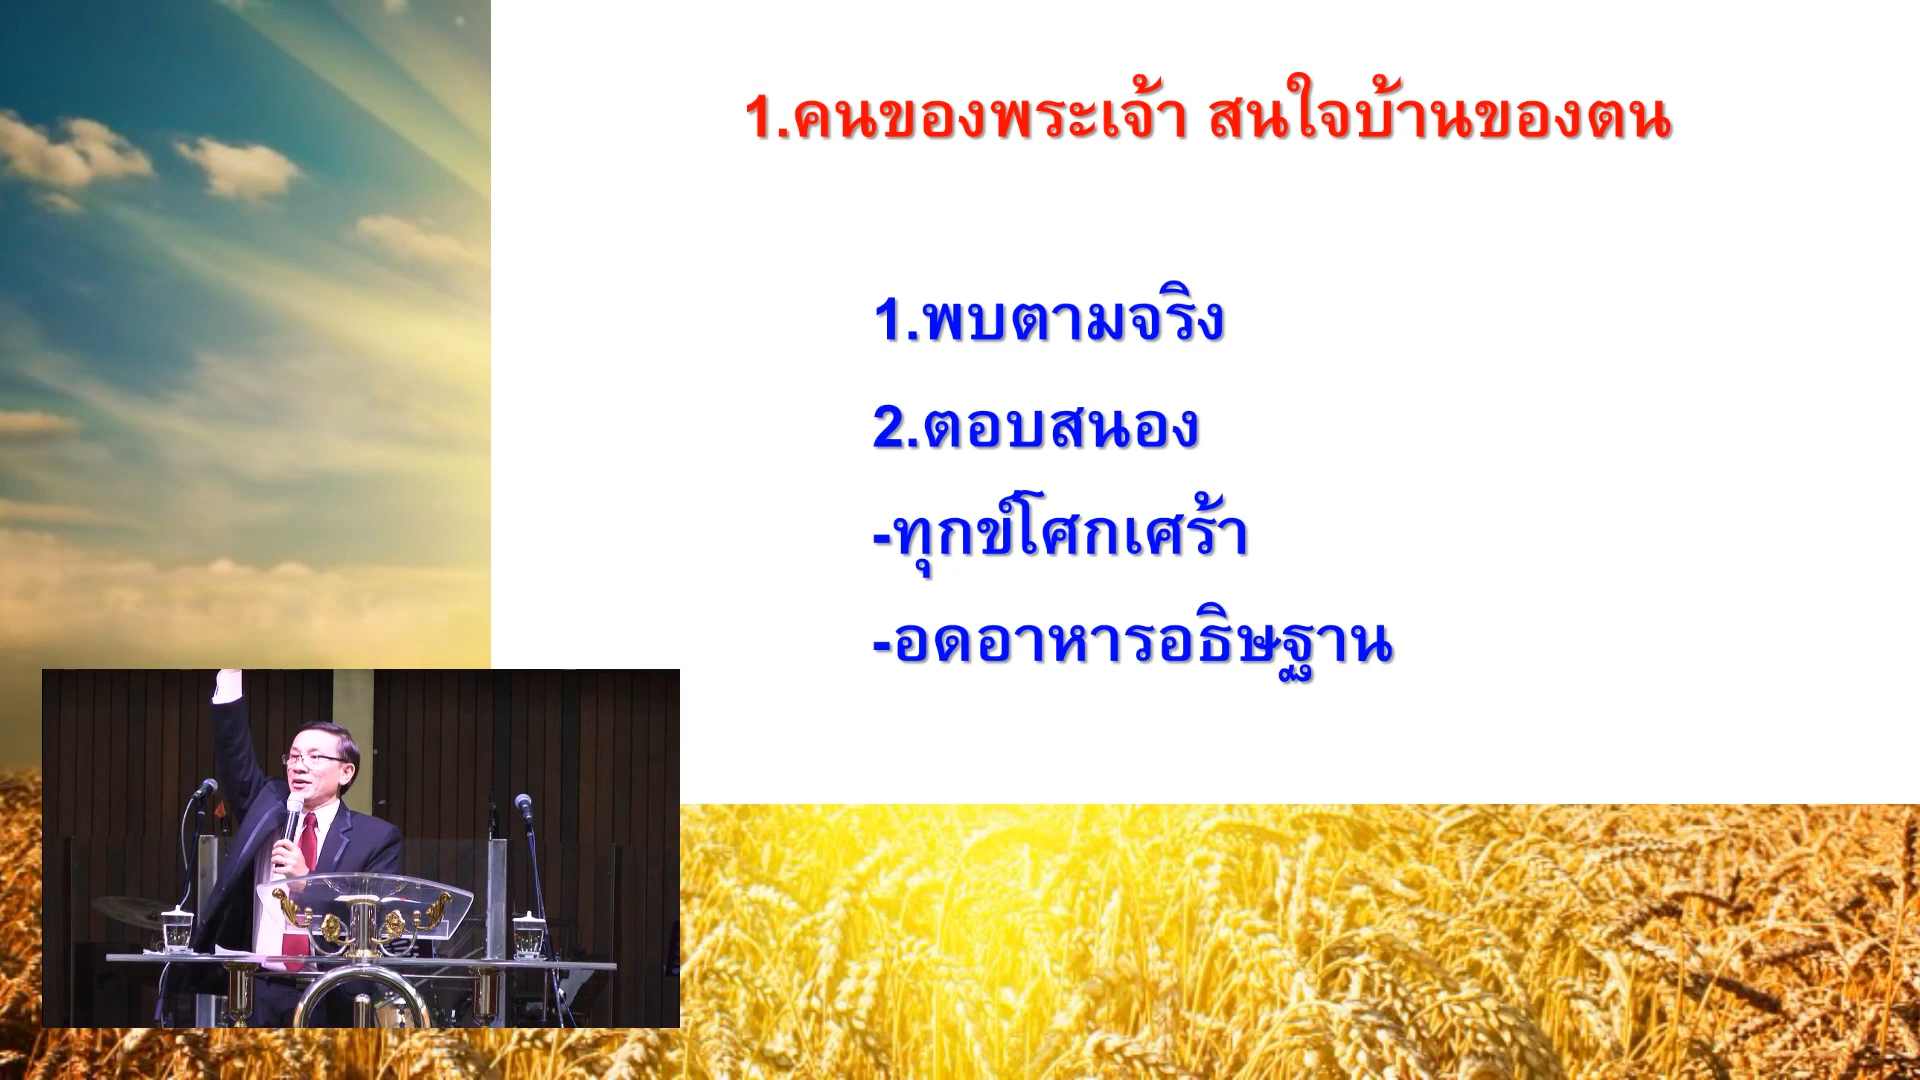 1.คนของพระเจ้า สนใจบ้านของตน
1.พบตามจริง
2.ตอบสนอง
-ทุกข์โศกเศร้า
-อดอาหารอธิษฐาน